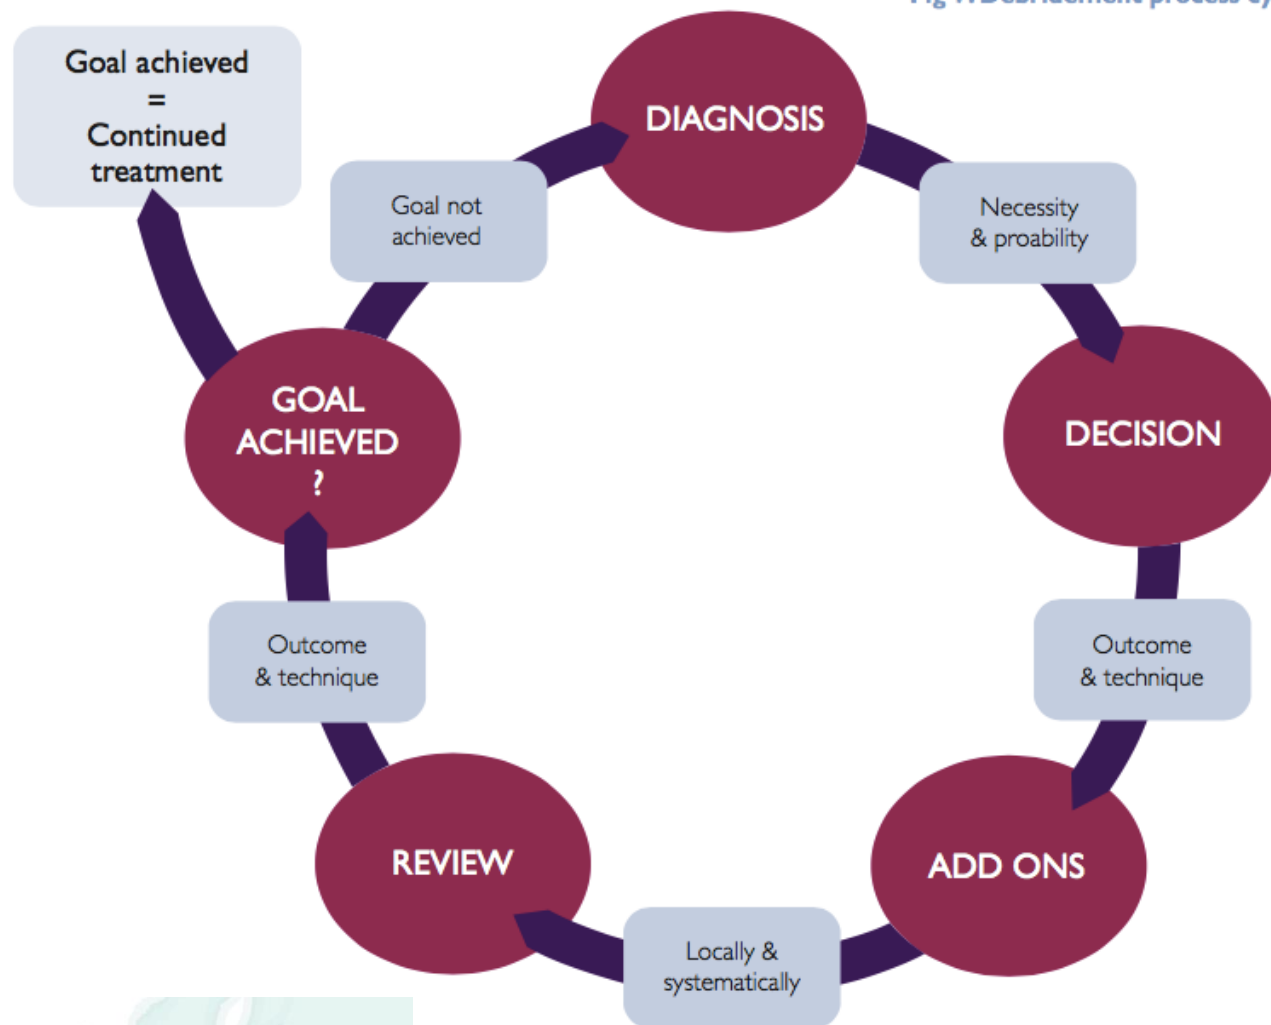 Goal achieved
=
Continued
treatment
DIAGNOSIS
Goal not
achieved
Necessity
& proability
GOAL
ACHIEVED
?
DECISION
Outcome
& technique
Outcome
& technique
REVIEW
ADD ONS
Locally &
systematically